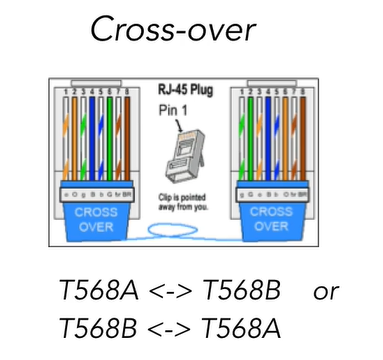 Cross-over
RJ-45 Plug
Pin 1
1 2 3 4 5 6 7 8
1 2 3 4 5 6 7 8
Clip is pointed
away from you.
o O g B b G br BR
g G o B b O br BR
CROSS
OVER
CROSS
OVER
T568A <-> T568B or
T568B <-> T568A